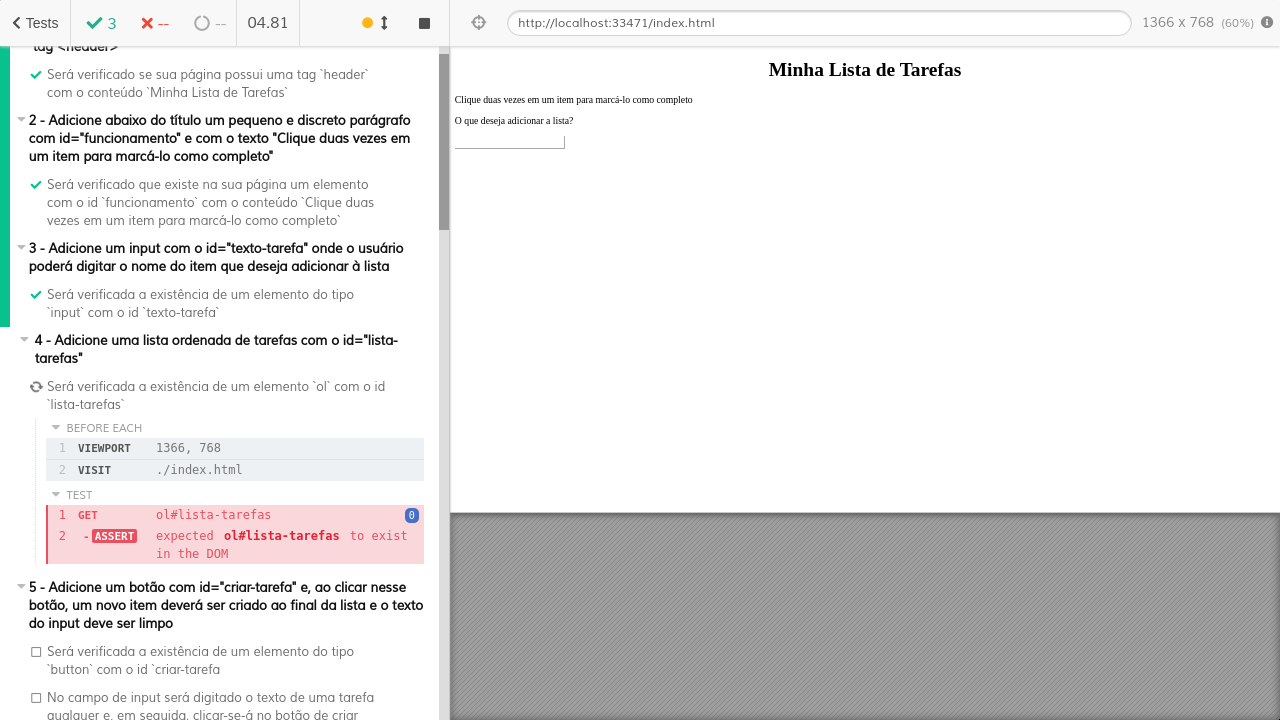 Tests
3
--
--
04.81
http://localhost:33471/index.html
1366 x 768 (60%)
tag <header>
Será verificado se sua página possui uma tag `header`
com o conteúdo `Minha Lista de Tarefas`
2 - Adicione abaixo do título um pequeno e discreto parágrafo
com id="funcionamento" e com o texto "Clique duas vezes em
um item para marcá-lo como completo"
Será verificado que existe na sua página um elemento
com o id `funcionamento` com o conteúdo `Clique duas
vezes em um item para marcá-lo como completo`
3 - Adicione um input com o id="texto-tarefa" onde o usuário
poderá digitar o nome do item que deseja adicionar à lista
Será verificada a existência de um elemento do tipo
`input` com o id `texto-tarefa`
4 - Adicione uma lista ordenada de tarefas com o id="lista-
tarefas"
Será verificada a existência de um elemento `ol` com o id
`lista-tarefas`
BEFORE EACH
1 VIEWPORT 1366, 768
2 VISIT ./index.html
TEST
1 GET ol#lista-tarefas 0
2 -ASSERT expected ol#lista-tarefas to exist
in the DOM
5 - Adicione um botão com id="criar-tarefa" e, ao clicar nesse
botão, um novo item deverá ser criado ao final da lista e o texto
do input deve ser limpo
Será verificada a existência de um elemento do tipo
`button` com o id `criar-tarefa
No campo de input será digitado o texto de uma tarefa
qualquer e, em seguida, clicar-se-á no botão de criar
Minha Lista de Tarefas
Clique duas vezes em um item para marcá-lo como completo
O que deseja adicionar a lista?